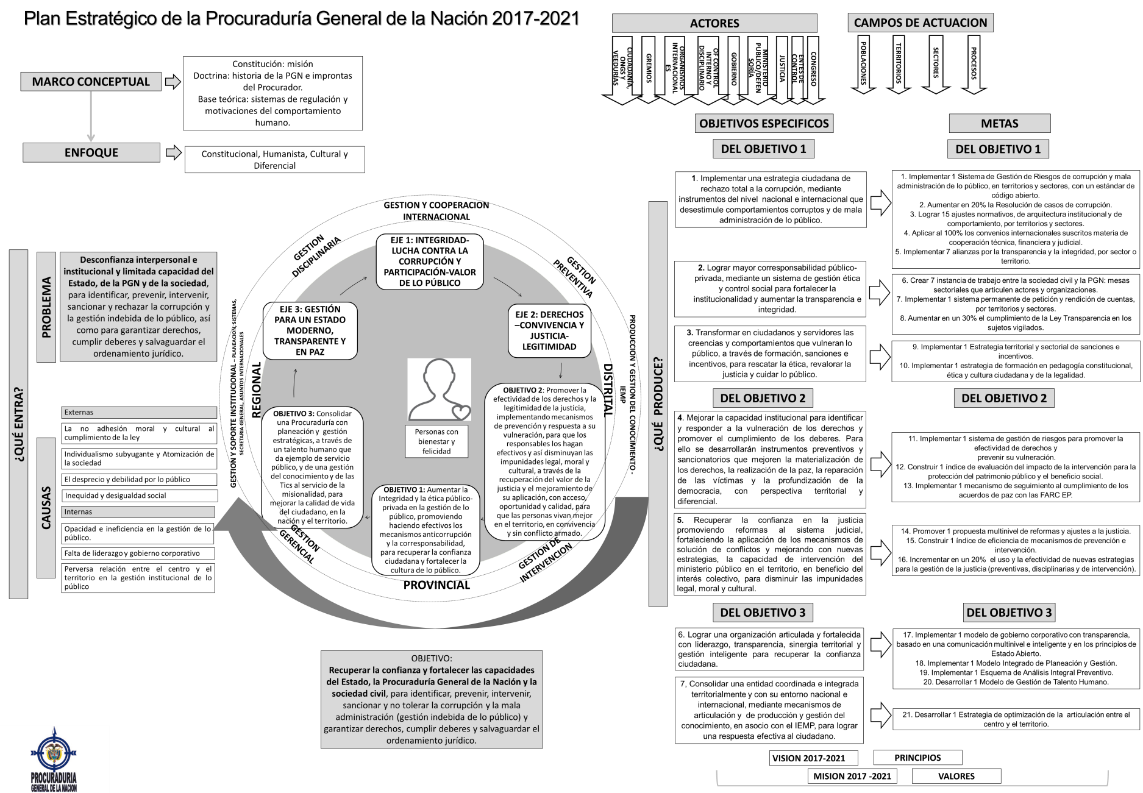 Plan Estratégico de la Procuraduría General de la Nación 2017-2021
MARCO CONCEPTUAL
Constitución: misión
Doctrina: historia de la PGN e improntas
del Procurador.
Base teórica: sistemas de regulación y
motivaciones del comportamiento
humano.
ENFOQUE
Constitucional, Humanista, Cultural y
Diferencial
ACTORES
CIUDADANIA,
ONGS Y
VEEDURIAS
GREMIOS
ORGANISMOS
INTERNACIONAL
ES
OF CONTROL
INTERNO Y
DISCIPLINARIO
GOBIERNO
MINISTERIO
PUBLICO/DEFEN
SORIA
JUSTICIA
ENTES DE
CONTROL
CONGRESO
CAMPOS DE ACTUACION
POBLACIONES
TERRITORIOS
SECTORES
PROCESOS
¿QUÉ ENTRA?
PROBLEMA
Desconfianza interpersonal e
institucional y limitada capacidad del
Estado, de la PGN y de la sociedad,
para identificar, prevenir, intervenir,
sancionar y rechazar la corrupción y
la gestión indebida de lo público, así
como para garantizar derechos,
cumplir deberes y salvaguardar el
ordenamiento jurídico.
CAUSAS
Externas
La no adhesión moral y cultural al
cumplimiento de la ley
Individualismo subyugante y Atomización de
la sociedad
El desprecio y debilidad por lo público
Inequidad y desigualdad social
Internas
Opacidad e ineficiencia en la gestión de lo
público.
Falta de liderazgo y gobierno corporativo
Perversa relación entre el centro y el
territorio en la gestión institucional de lo
público
GESTION Y COOPERACION
INTERNACIONAL
GESTION
DISCIPLINARIA
GESTION
PREVENTIVA
GESTION Y SOPORTE INSTITUCIONAL – PLANEACIÓN, SISTEMAS,
SECRETARIA GENERAL, ASUNTOS INTERNACIONALES
REGIONAL
PRODUCCION Y GESTION DEL CONOCIMIENTO -
IEMP
DISTRITAL
EJE 1: INTEGRIDAD-
LUCHA CONTRA LA
CORRUPCIÓN Y
PARTICIPACIÓN-VALOR
DE LO PÚBLICO
EJE 3: GESTIÓN
PARA UN ESTADO
MODERNO,
TRANSPARENTE Y
EN PAZ
EJE 2: DERECHOS
–CONVIVENCIA Y
JUSTICIA-
LEGITIMIDAD
Personas con
bienestar y
felicidad
OBJETIVO 3: Consolidar
una Procuraduría con
planeación y gestión
estratégicas, a través de
un talento humano que
da ejemplo de servicio
público, y de una gestión
del conocimiento y de las
Tics al servicio de la
misionalidad, para
mejorar la calidad de vida
del ciudadano, en la
nación y el territorio.
OBJETIVO 1: Aumentar la
Integridad y la ética público-
privada en la gestión de lo
público, promoviendo
haciendo efectivos los
mecanismos anticorrupción
y la corresponsabilidad,
para recuperar la confianza
ciudadana y fortalecer la
cultura de lo público.
OBJETIVO 2: Promover la
efectividad de los derechos y la
legitimidad de la justicia,
implementando mecanismos
de prevención y respuesta a su
vulneración, para que los
responsables los hagan
efectivos y así disminuyan las
impunidades legal, moral y
cultural, a través de la
recuperación del valor de la
justicia y el mejoramiento de
su aplicación, con acceso,
oportunidad y calidad, para
que las personas vivan mejor
en el territorio, en convivencia
y sin conflicto armado.
GESTION
GERENCIAL
GESTION DE
INTERVENCION
PROVINCIAL
OBJETIVO:
Recuperar la confianza y fortalecer las capacidades
del Estado, la Procuraduría General de la Nación y la
sociedad civil, para identificar, prevenir, intervenir,
sancionar y no tolerar la corrupción y la mala
administración (gestión indebida de lo público) y
garantizar derechos, cumplir deberes y salvaguardar el
ordenamiento jurídico.
¿QUÉ PRODUCE?
OBJETIVOS ESPECIFICOS
METAS
DEL OBJETIVO 1
DEL OBJETIVO 1
1. Implementar una estrategia ciudadana de
rechazo total a la corrupción, mediante
instrumentos del nivel nacional e internacional que
desestimule comportamientos corruptos y de mala
administración de lo público.
1. Implementar 1 Sistema de Gestión de Riesgos de corrupción y mala
administración de lo público, en territorios y sectores, con un estándar de
código abierto.
2. Aumentar en 20% la Resolución de casos de corrupción.
3. Lograr 15 ajustes normativos, de arquitectura institucional y de
comportamiento, por territorios y sectores.
4. Aplicar al 100% los convenios internacionales suscritos materia de
cooperación técnica, financiera y judicial.
5. Implementar 7 alianzas por la transparencia y la integridad, por sector o
territorio.
2. Lograr mayor corresponsabilidad público-
privada, mediante un sistema de gestión ética
y control social para fortalecer la
institucionalidad y aumentar la transparencia e
integridad.
6. Crear 7 instancia de trabajo entre la sociedad civil y la PGN: mesas
sectoriales que articulen actores y organizaciones.
7. Implementar 1 sistema permanente de petición y rendición de cuentas,
por territorios y sector.
8. Aumentar en un 30% el cumplimiento de la Ley Transparencia en los
sujetos vigilados.
3. Transformar en ciudadanos y servidores las
creencias y comportamientos que vulneran lo
público, a través de formación, sanciones e
incentivos, para rescatar la ética, revalorar la
justicia y cuidar lo público.
9. Implementar 1 Estrategia territorial y sectorial de sanciones e
incentivos.
10. Implementar 1 estrategia de formación en pedagogía constitucional,
ética y cultura ciudadana y de la legalidad.
DEL OBJETIVO 2
DEL OBJETIVO 2
4. Mejorar la capacidad institucional para identificar
y responder a la vulneración de los derechos y
promover el cumplimiento de los deberes. Para
ello se desarrollarán instrumentos preventivos y
sancionatorios que mejoren la materialización de
los derechos, la realización de la paz, la reparación
de las víctimas y la profundización de la
democracia, con perspectiva territorial y
diferencial.
11. Implementar 1 sistema de gestión de riesgos para promover la
efectividad de derechos y
prevenir su vulneración.
12. Construir 1 índice de evaluación del impacto de la intervención para la
protección del patrimonio público y el beneficio social.
13. Implementar 1 mecanismo de seguimiento al cumplimiento de los
acuerdos de paz con las FARC EP.
5. Recuperar la confianza en la justicia
promoviendo reformas al sistema judicial,
fortaleciendo la aplicación de los mecanismos de
solución de conflictos y mejorando con nuevas
estrategias, la capacidad de intervención del
ministerio público en el territorio, en beneficio del
interés colectivo, para disminuir las impunidades
legal, moral y cultural.
14. Promover 1 propuesta multinivel de reformas y ajustes a la justicia.
15. Construir 1 índice de eficiencia de mecanismos de prevención e
intervención.
16. Incrementar en un 20% el uso y la efectividad de nuevas estrategias
para la gestión de la justicia (preventivas, disciplinarias y de intervención).
DEL OBJETIVO 3
DEL OBJETIVO 3
6. Lograr una organización articulada y fortalecida
con liderazgo, transparencia, sinergia territorial y
gestión inteligente para recuperar la confianza
ciudadana.
17. Implementar 1 modelo de gobierno corporativo con transparencia,
basado en una comunicación multinivel e inteligente y en los principios de
Estado Abierto.
18. Implementar 1 Modelo Integrado de Planeación y Gestión.
19. Implementar 1 Esquema de Análisis Integral Preventivo.
20. Desarrollar 1 Modelo de Gestión de Talento Humano.
7, Consolidar una entidad coordinada e integrada
territorialmente y con su entorno nacional e
internacional, mediante mecanismos de
articulación y de producción y gestión del
conocimiento, en asocio con el IEMP, para lograr
una respuesta efectiva al ciudadano.
21. Desarrollar 1 Estrategia de optimización de la articulación entre el
centro y el territorio.
VISION 2017-2021
PRINCIPIOS
MISION 2017 -2021
VALORES
PROCURADURIA
GENERAL DE LA NACION